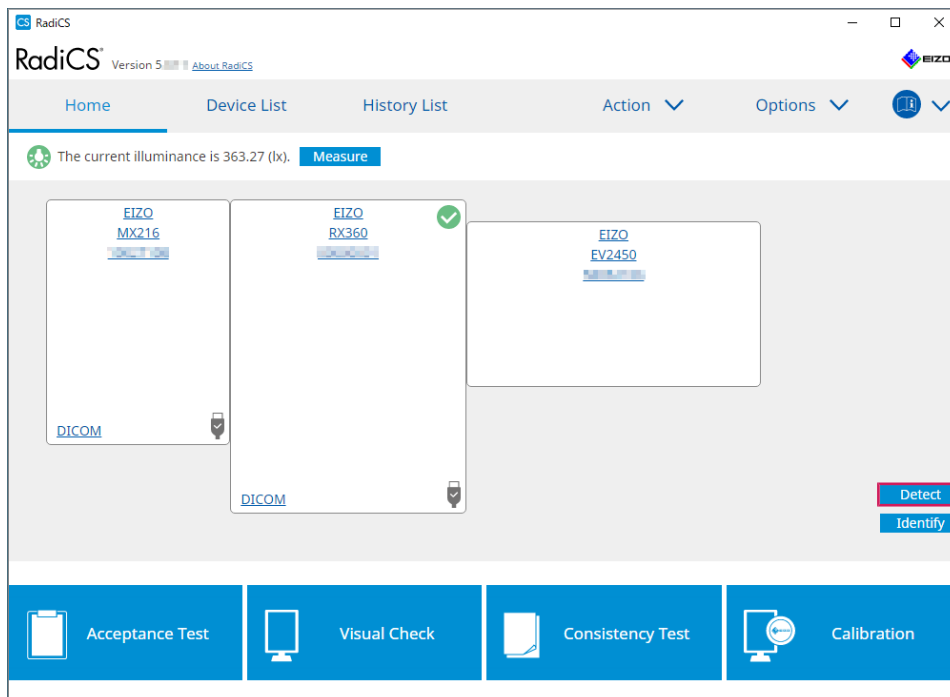 CS RadiCS
RadiCS Version 5. About RadiCS
EIZO
Home Device List History List Action Options
The current illuminance is 363.27 (lx). Measure
EIZO
MX216
DICOM
EIZO
RX360
DICOM
EIZO
EV2450
Detect
Identify
Acceptance Test Visual Check Consistency Test Calibration